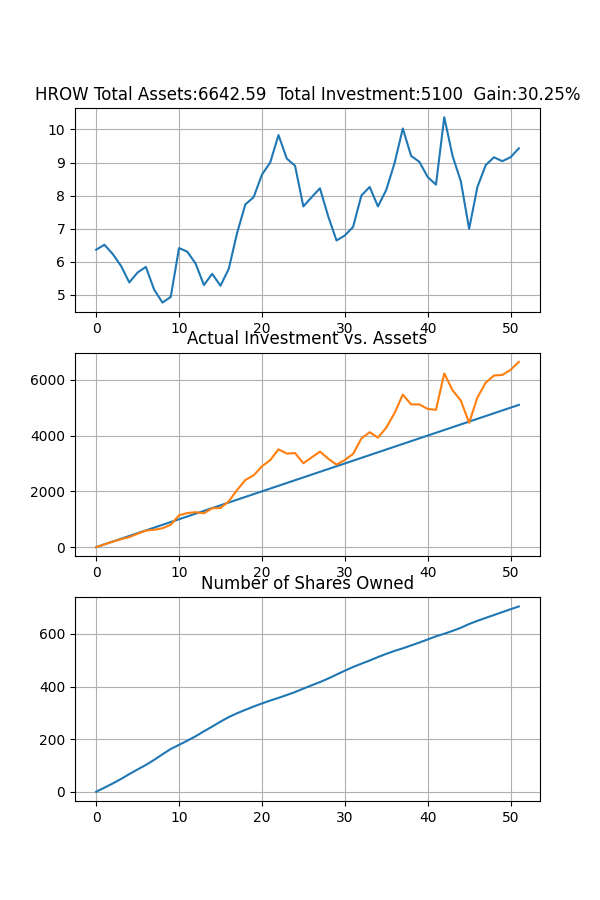 HROW Total Assets:6642.59  Total Investment:5100  Gain:30.25%
10
9
8
7
6
5
0 10 20 30 40 50
Actual Investment vs. Assets
6000
4000
2000
0
0 10 20 30 40 50
Number of Shares Owned
600
400
200
0
0 10 20 30 40 50